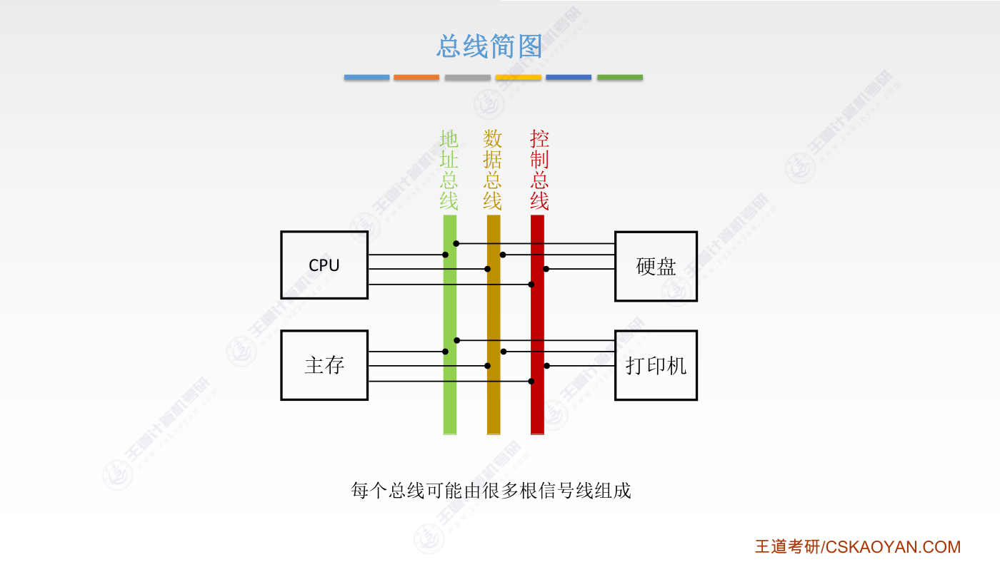 总线简图
地址总线
数据总线
控制总线
CPU
硬盘
主存
打印机
每个总线可能由很多根信号线组成
王道考研/CSKAOYAN.COM